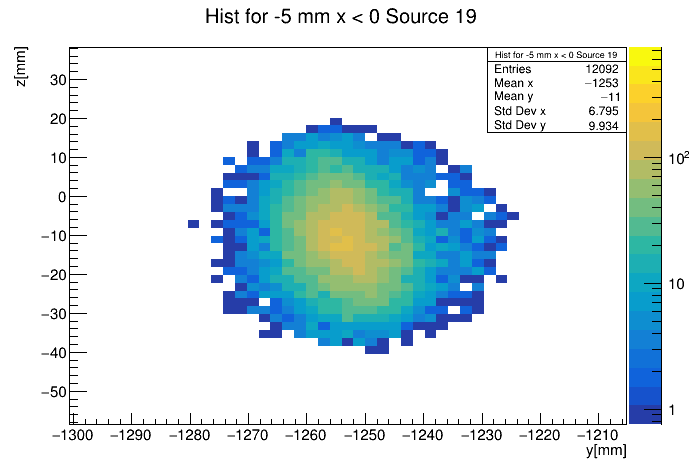 Hist for -5 mm x < 0 Source 19
z[mm]
Hist for -5 mm x < 0 Source 19
Entries 12092
Mean x −1253
Mean y −11
Std Dev x 6.795
Std Dev y 9.934
30
20
10
0
−10
−20
−30
−40
−50
10²
10
1
−1300 −1290 −1280 −1270 −1260 −1250 −1240 −1230 −1220 −1210
y[mm]